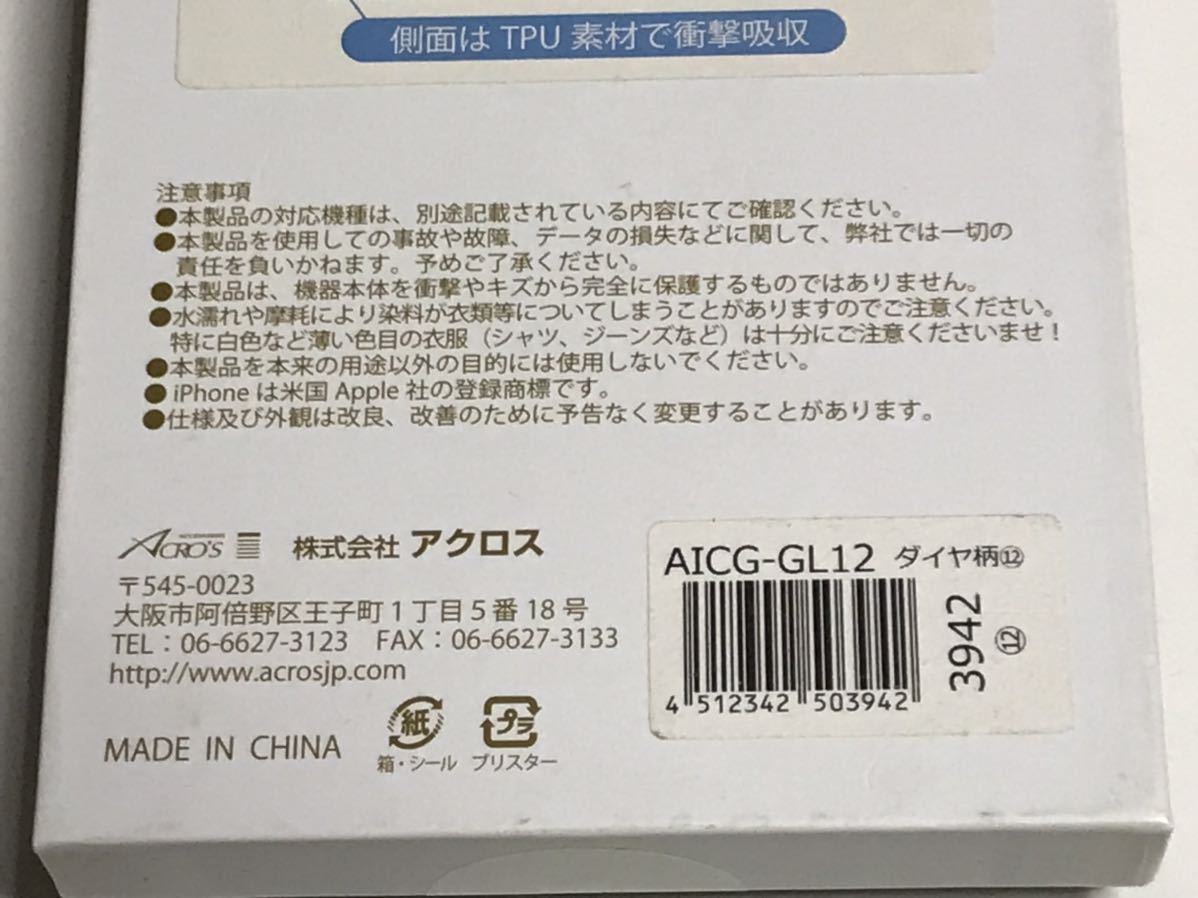 側面は TPU 素材で衝撃吸収
注意事項
●本製品の対応機種は、別途記載されている内容にてご確認ください。
●本製品を使用しての事故や故障、データの損失などに関して、弊社では一切の
責任を負いかねます。予めご了承ください。
●本製品は、機器本体を衝撃やキズから完全に保護するものではありません。
●水濡れや摩耗により染料が衣類等についてしまうことがありますのでご注意ください。
特に白色など薄い色目の衣服（シャツ、ジーンズなど）は十分にご注意くださいませ！
●本製品を本来の用途以外の目的には使用しないでください。
● iPhone は米国 Apple 社の登録商標です。
●仕様及び外観は改良、改善のために予告なく変更することがあります。
ACRO'S 株式会社 アクロス
〒545-0023
大阪市阿倍野区王子町 1 丁目 5 番 18 号
TEL：06-6627-3123 FAX：06-6627-3133
http://www.acrosjp.com
MADE IN CHINA
紙
箱・シール
プラ
ブリスター
AICG-GL12 ダイヤ柄⑫
4 512342 503942
3942
⑫